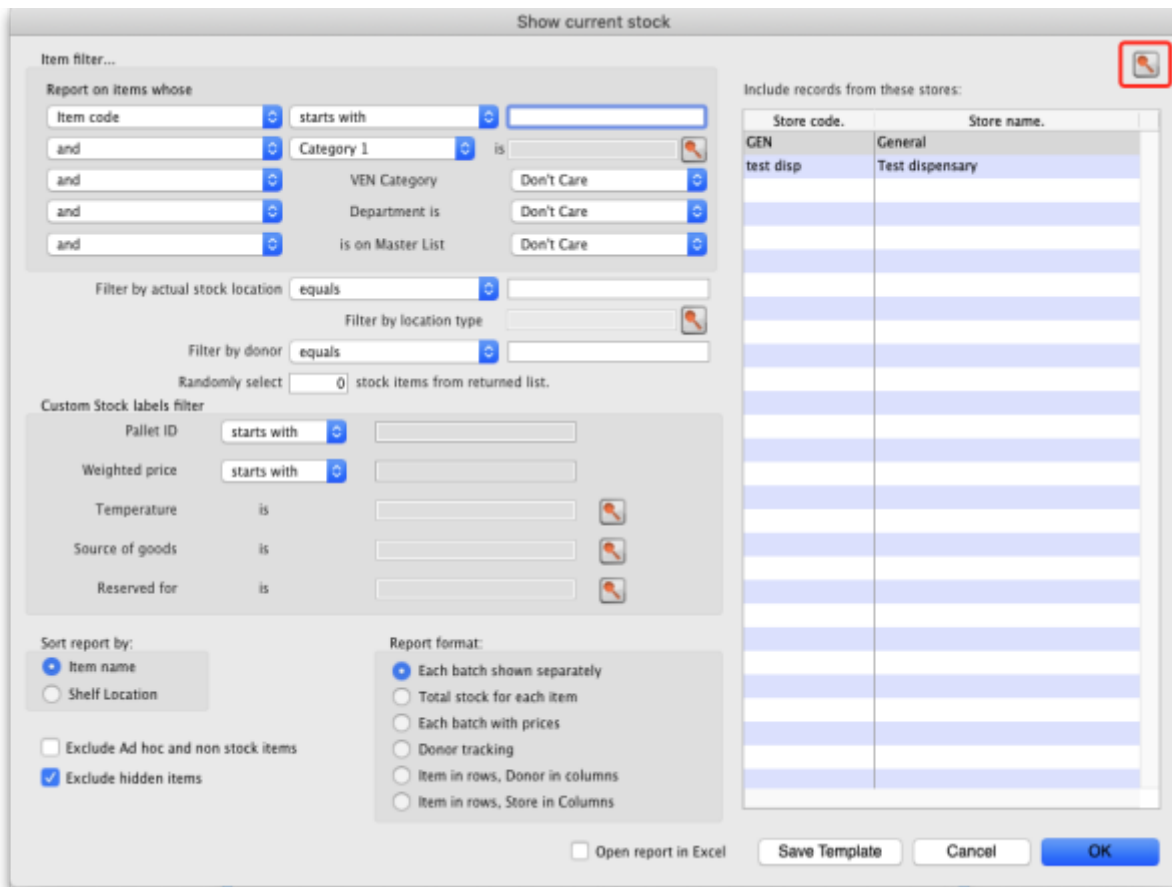 Show current stock
Item filter...
Report on items whose
Item code starts with
and Category 1 is
and VEN Category Don't Care
and Department is Don't Care
and is on Master List Don't Care
Filter by actual stock location equals
Filter by location type
Filter by donor equals
Randomly select 0 stock items from returned list.
Custom Stock labels filter
Pallet ID starts with
Weighted price starts with
Temperature is
Source of goods is
Reserved for is
Sort report by:
Item name
Shelf Location
Exclude Ad hoc and non stock items
Exclude hidden items
Report format:
Each batch shown separately
Total stock for each item
Each batch with prices
Donor tracking
Item in rows, Donor in columns
Item in rows, Store in Columns
Include records from these stores:
Store code. Store name.
GEN General
test disp Test dispensary
Open report in Excel Save Template Cancel OK